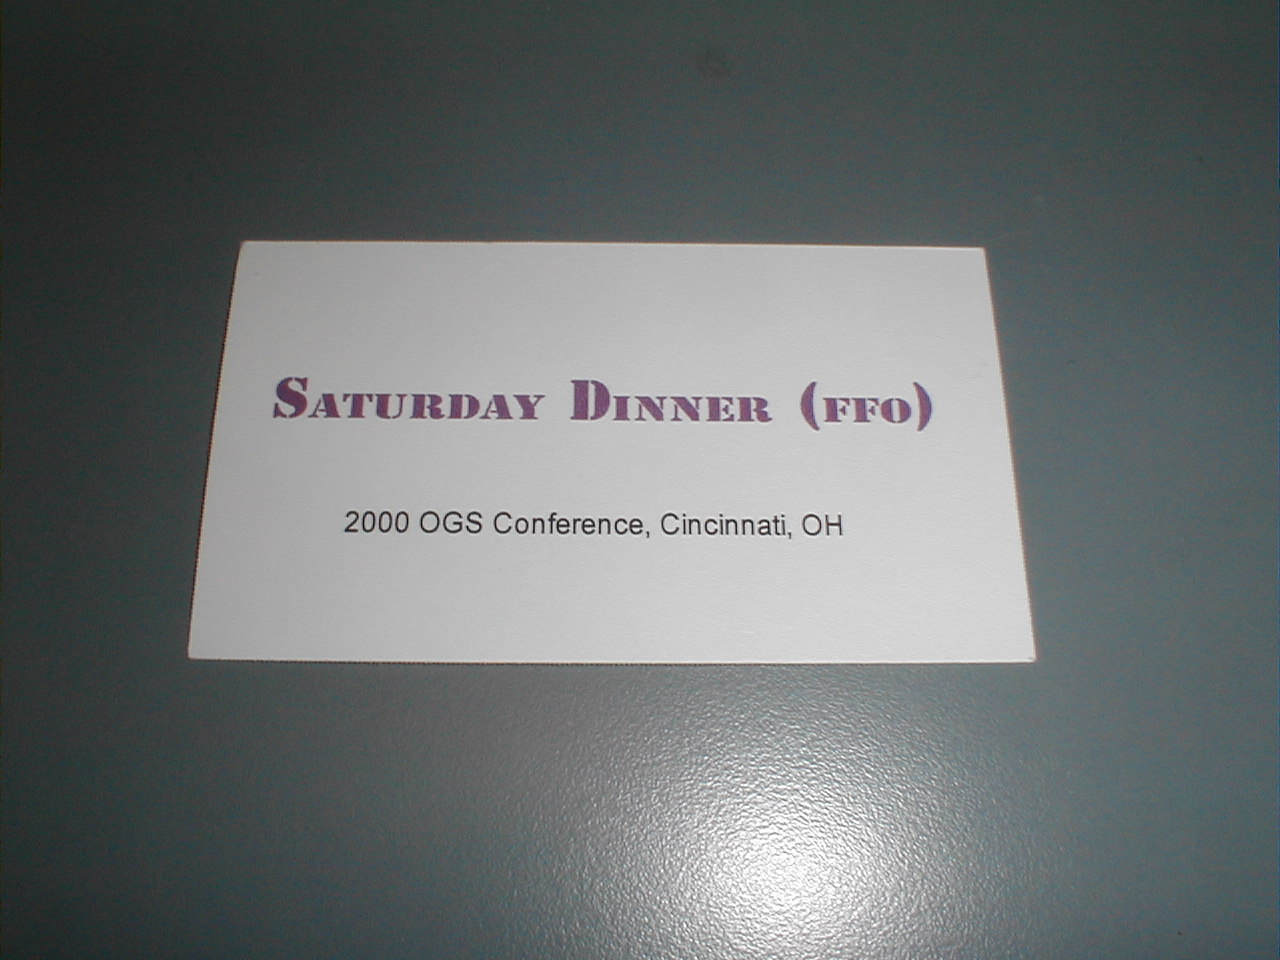 Saturday Dinner (ffo)
2000 OGS Conference, Cincinnati, OH